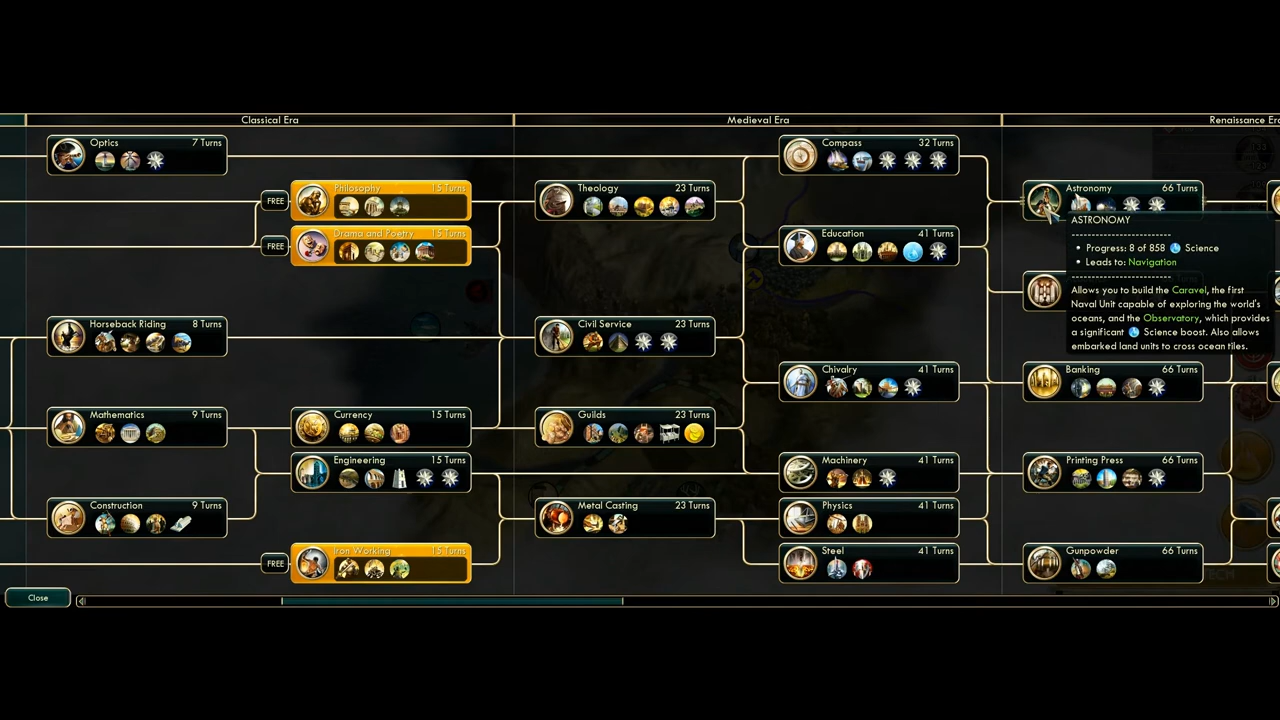 Classical Era
Medieval Era
Renaissance Era
Optics 7 Turns
Compass 32 Turns
FREE
Philosophy 15 Turns
Theology 23 Turns
Astronomy 66 Turns
FREE
Drama and Poetry 15 Turns
Education 41 Turns
ASTRONOMY
------------------------
• Progress: 8 of 858 Science
• Leads to: Navigation
------------------------
Allows you to build the Caravel, the first
Naval Unit capable of exploring the world's
oceans, and the Observatory, which provides
a significant Science boost. Also allows
embarked land units to cross ocean tiles.
Horseback Riding 8 Turns
Civil Service 23 Turns
Chivalry 41 Turns
Banking 66 Turns
Mathematics 9 Turns
Currency 15 Turns
Guilds 23 Turns
Engineering 15 Turns
Machinery 41 Turns
Printing Press 66 Turns
Construction 9 Turns
Metal Casting 23 Turns
Physics 41 Turns
FREE
Iron Working 15 Turns
Steel 41 Turns
Gunpowder 66 Turns
Close